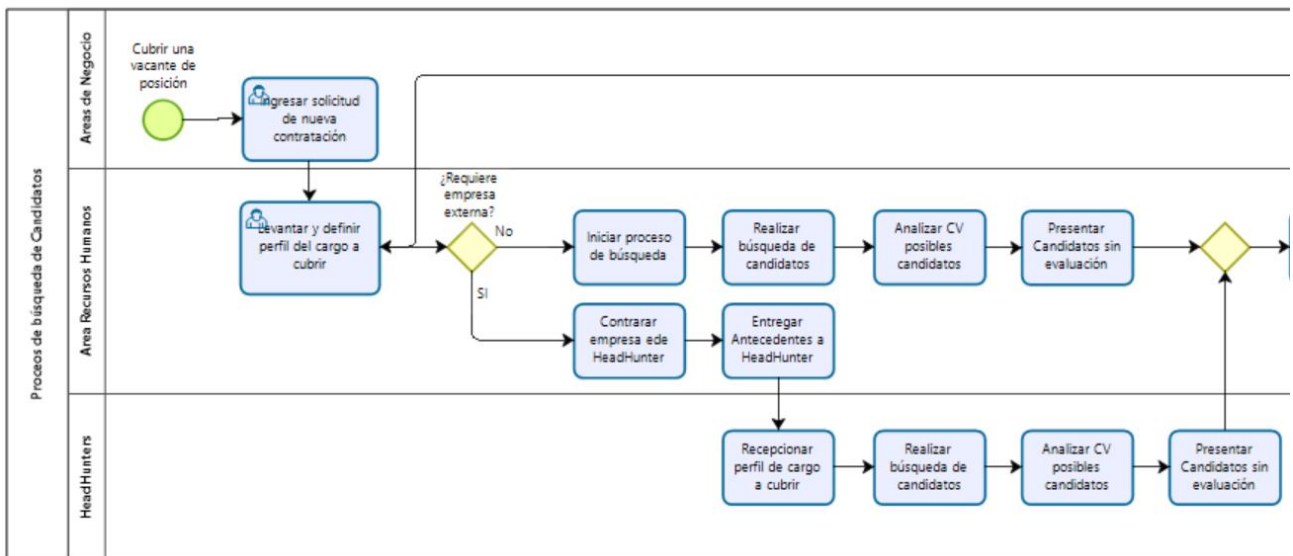 Proceos de búsqueda de Candidatos
Areas de Negocio
Cubrir una
vacante de
posición
Ingresar solicitud
de nueva
contratación
Area Recursos Humanos
Levantar y definir
perfil del cargo a
cubrir
¿Requiere
empresa
externa?
No
SI
Iniciar proceso
de búsqueda
Realizar
búsqueda de
candidatos
Analizar CV
posibles
candidatos
Presentar
Candidatos sin
evaluación
Contrarar
empresa ede
HeadHunter
Entregar
Antecedentes a
HeadHunter
HeadHunters
Recepcionar
perfil de cargo
a cubrir
Realizar
búsqueda de
candidatos
Analizar CV
posibles
candidatos
Presentar
Candidatos sin
evaluación